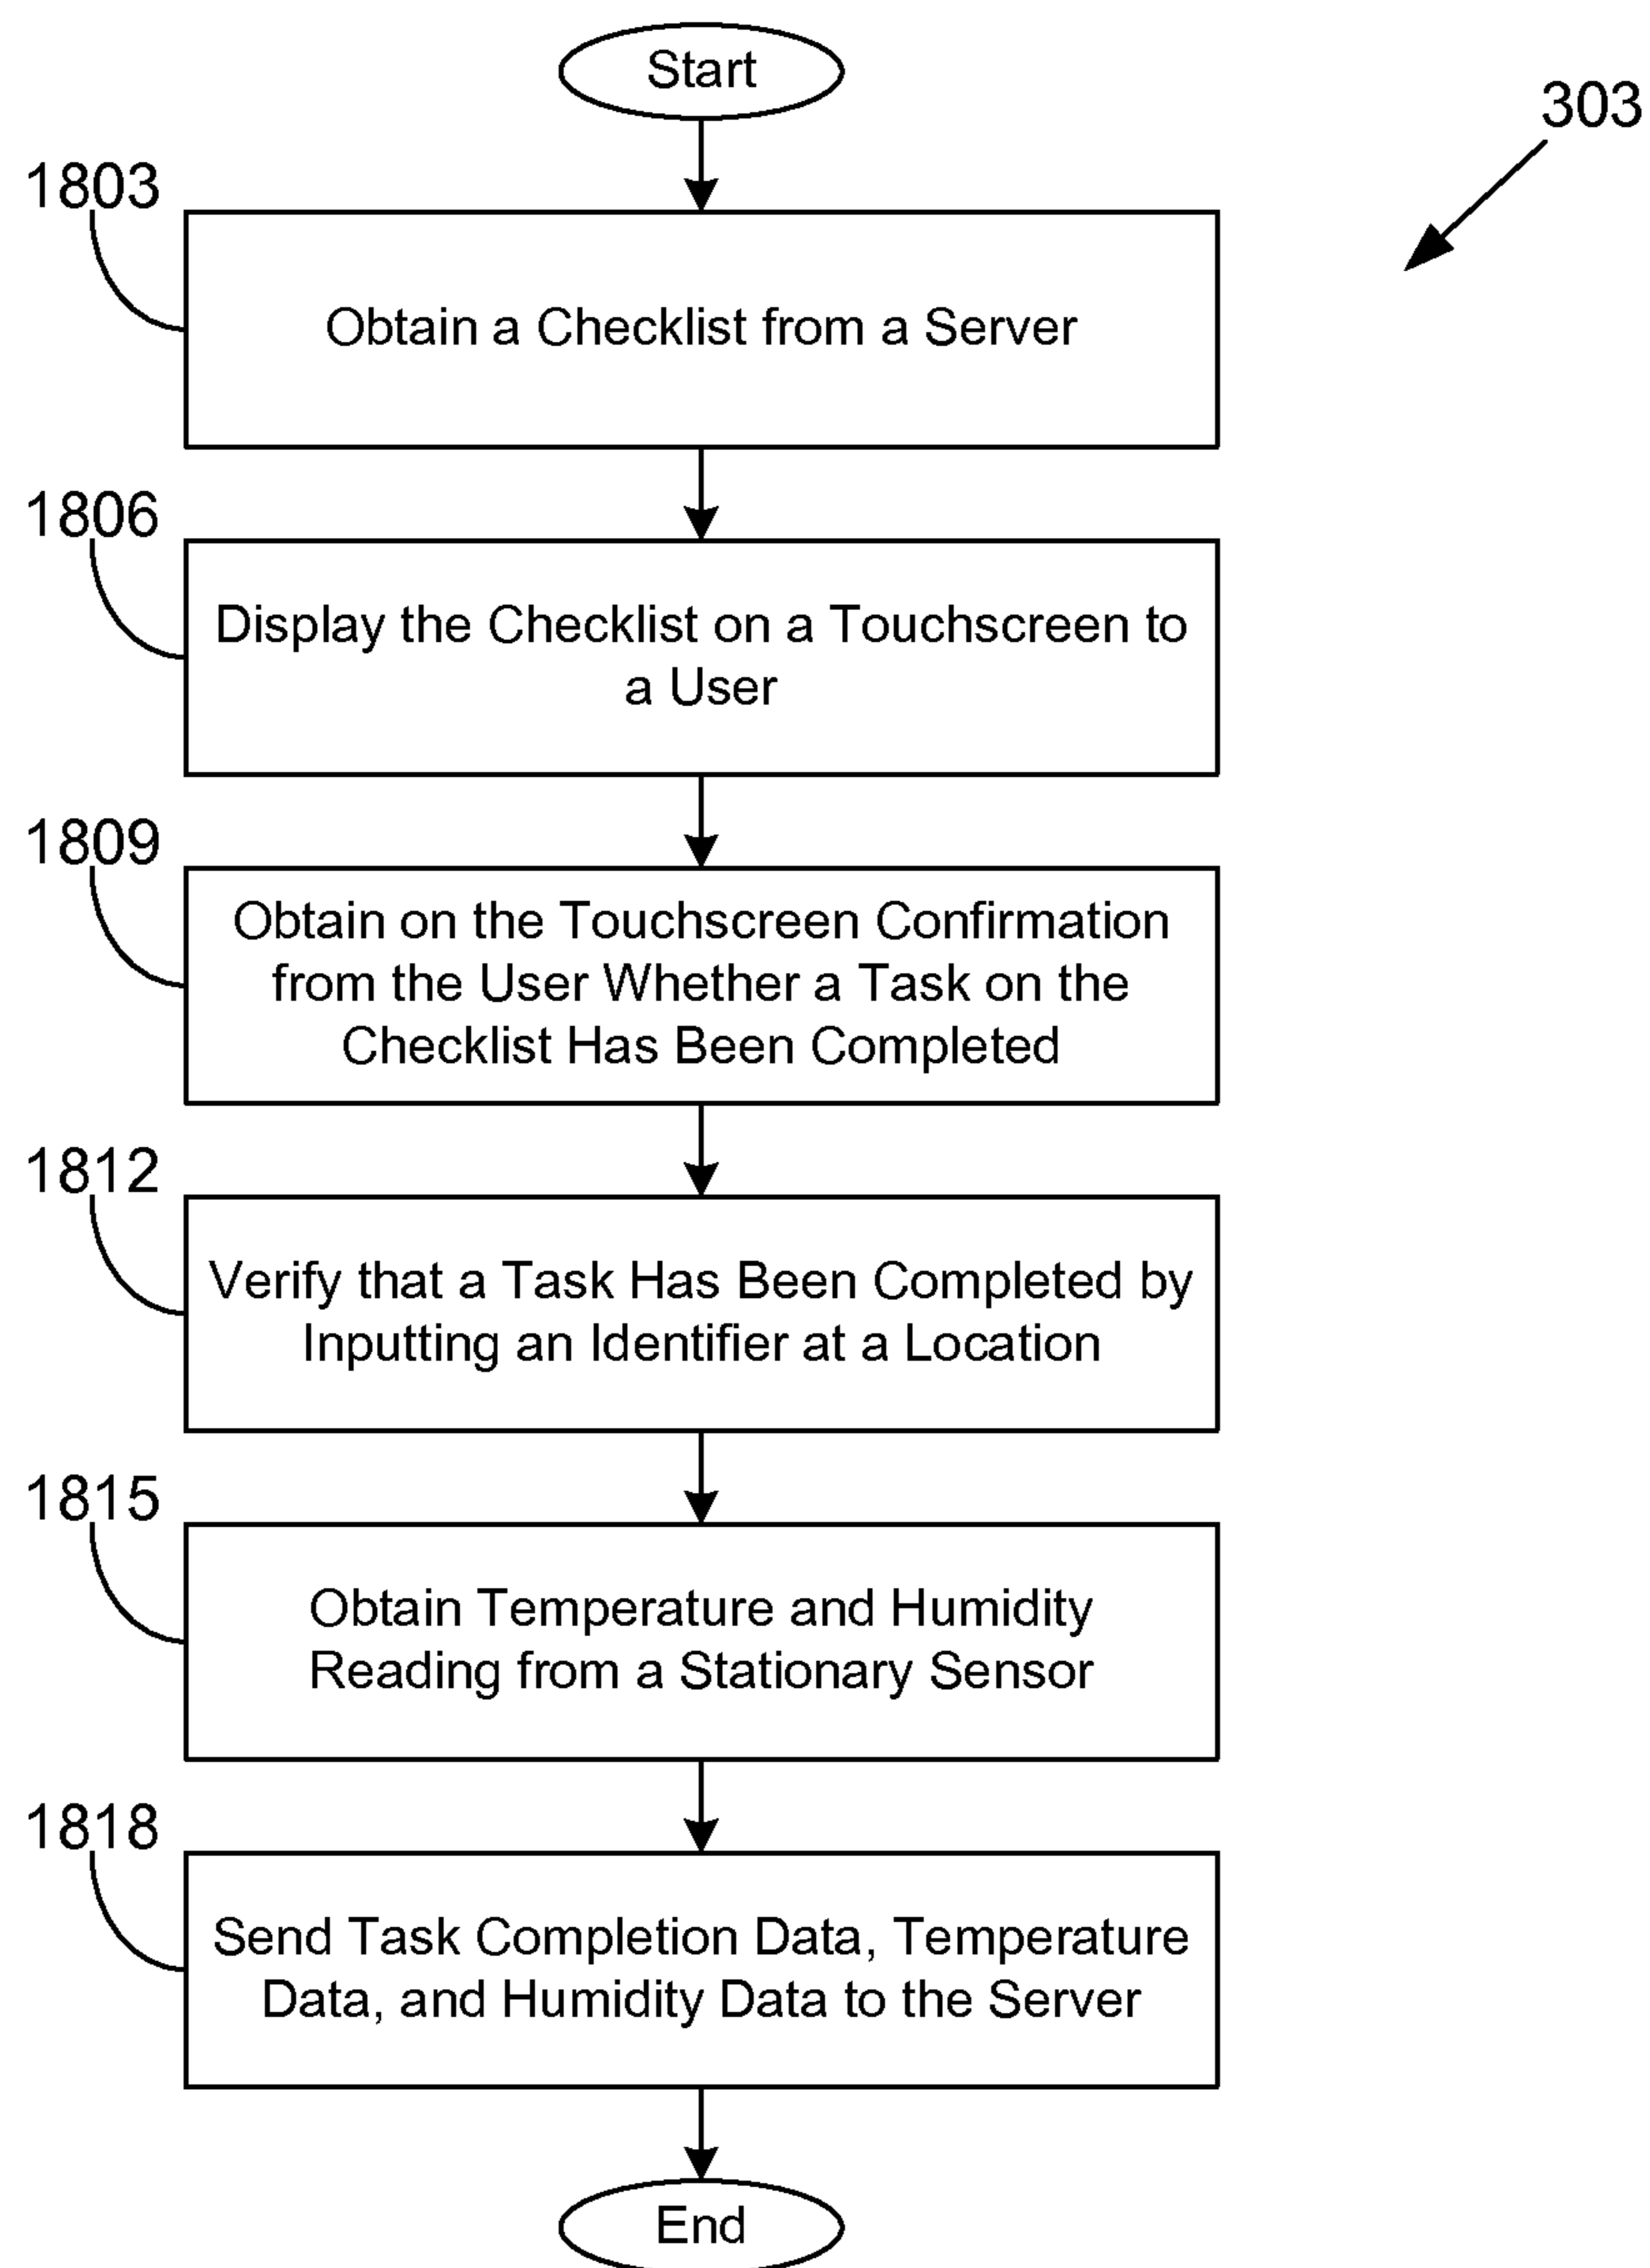 Start
303
1803
Obtain a Checklist from a Server
1806
Display the Checklist on a Touchscreen to
a User
1809
Obtain on the Touchscreen Confirmation
from the User Whether a Task on the
Checklist Has Been Completed
1812
Verify that a Task Has Been Completed by
Inputting an Identifier at a Location
1815
Obtain Temperature and Humidity
Reading from a Stationary Sensor
1818
Send Task Completion Data, Temperature
Data, and Humidity Data to the Server
End